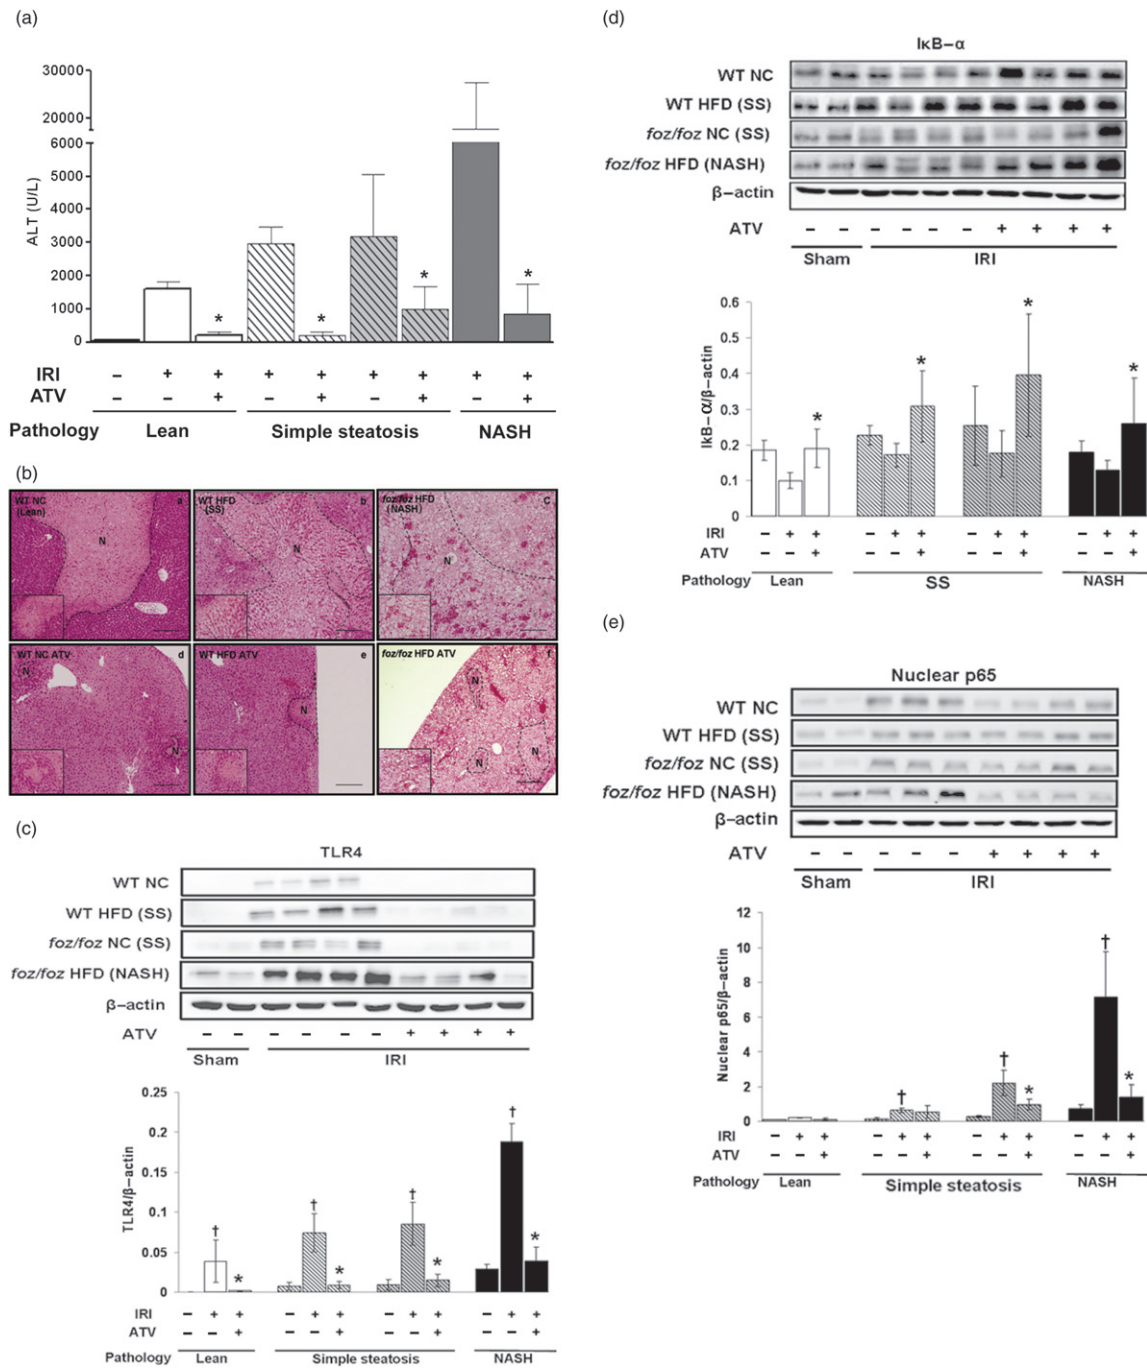 (a)
30000
20000
10000
6000
5000
4000
3000
2000
1000
0
ALT (U/L)
* * * *
IRI – + + + + + + + +
ATV – – + – + – + – +
Pathology Lean Simple steatosis NASH
(b)
WT NC (Lean) a N
WT HFD (SS) b N
foz/foz HFD (NASH) C N
WT NC ATV d N N
WT HFD ATV e N
foz/foz HFD ATV f N N N
(c)
TLR4
WT NC
WT HFD (SS)
foz/foz NC (SS)
foz/foz HFD (NASH)
β–actin
ATV – – – – – – + + + +
Sham IRI
0.25
0.2
0.15
0.1
0.05
0
TLR4/β-actin
† * † * † * † *
IRI – + + – + + – + + – + +
ATV – – + – – + – – + – – +
Pathology Lean Simple steatosis NASH
(d)
IκB–α
WT NC
WT HFD (SS)
foz/foz NC (SS)
foz/foz HFD (NASH)
β–actin
ATV – – – – – – + + + +
Sham IRI
0.6
0.5
0.4
0.3
0.2
0.1
0
IkB-α/β-actin
* * * *
IRI – + + – + + – + + – + +
ATV – – + – – + – – + – – +
Pathology Lean SS NASH
(e)
Nuclear p65
WT NC
WT HFD (SS)
foz/foz NC (SS)
foz/foz HFD (NASH)
β–actin
ATV – – – – – + + + +
Sham IRI
12
10
8
6
4
2
0
Nuclear p65/β-actin
† † * † *
IRI – + + – + + – + + – + +
ATV – – + – – + – – + – – +
Pathology Lean Simple steatosis NASH